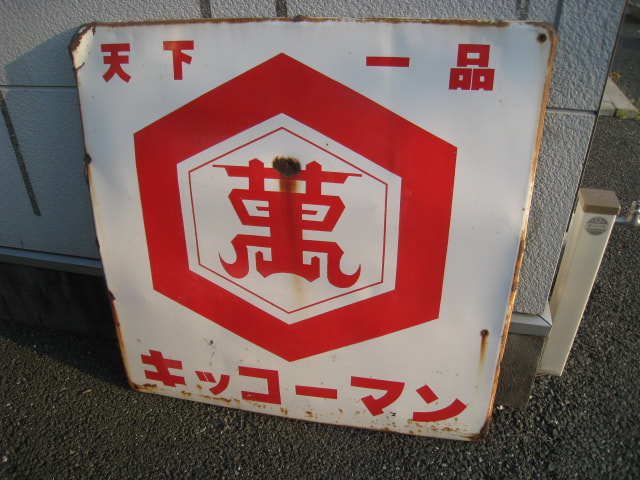 天下 一品
萬
キッコーマン